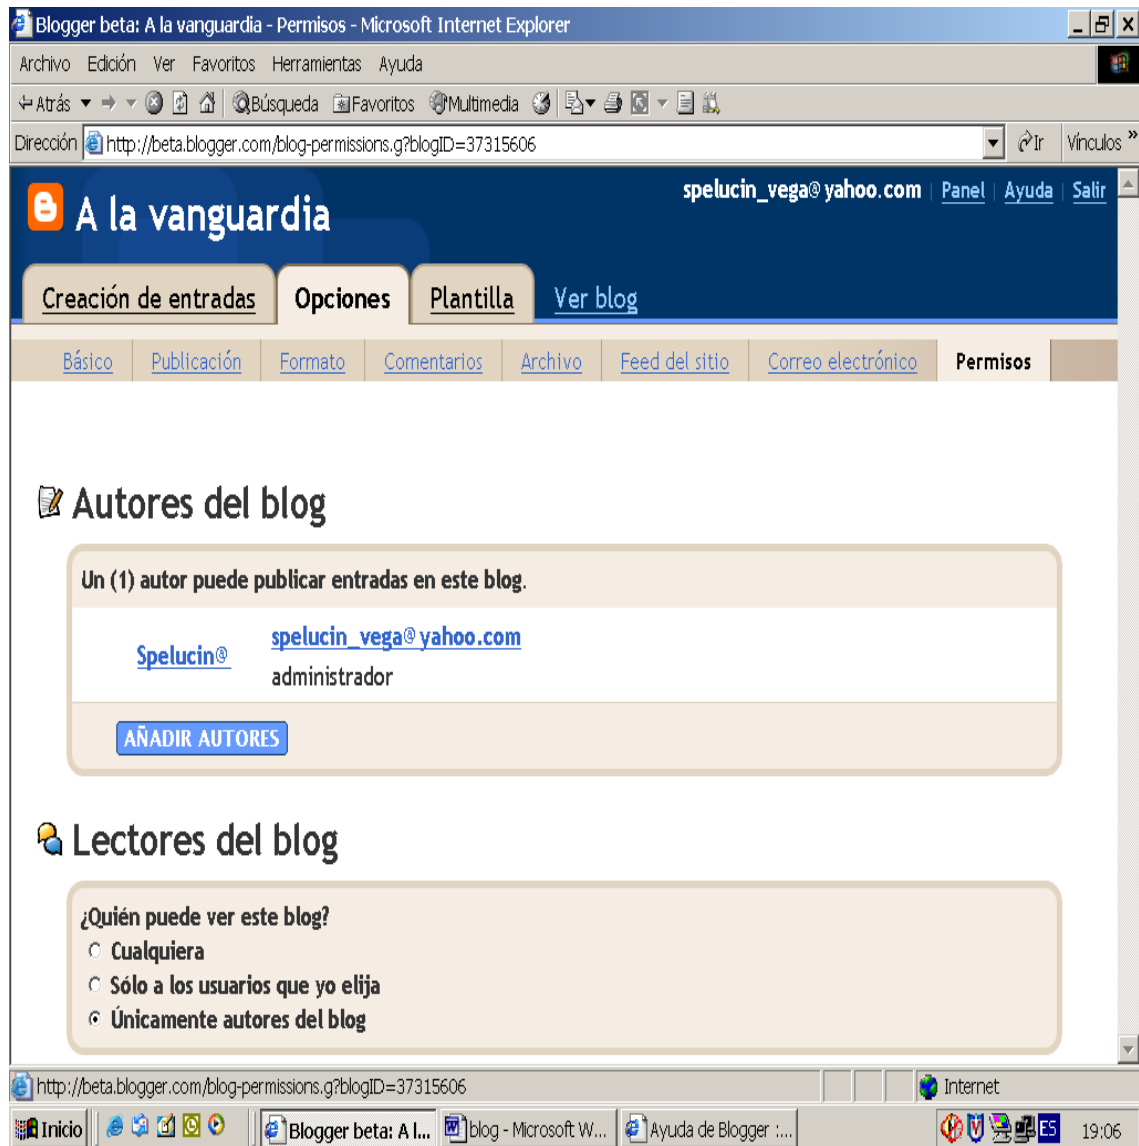 Blogger beta: A la vanguardia - Permisos - Microsoft Internet Explorer
Archivo Edición Ver Favoritos Herramientas Ayuda
Atrás Búsqueda Favoritos Multimedia
Dirección http://beta.blogger.com/blog-permissions.g?blogID=37315606 Ir Vínculos »
spelucin_vega@yahoo.com | Panel | Ayuda | Salir
A la vanguardia
Creación de entradas Opciones Plantilla Ver blog
Básico Publicación Formato Comentarios Archivo Feed del sitio Correo electrónico Permisos
Autores del blog
Un (1) autor puede publicar entradas en este blog.
Spelucin@ spelucin_vega@yahoo.com
administrador
AÑADIR AUTORES
Lectores del blog
¿Quién puede ver este blog?
Cualquiera
Sólo a los usuarios que yo elija
Únicamente autores del blog
http://beta.blogger.com/blog-permissions.g?blogID=37315606 Internet
Inicio Blogger beta: A l... blog - Microsoft W... Ayuda de Blogger :... ES 19:06